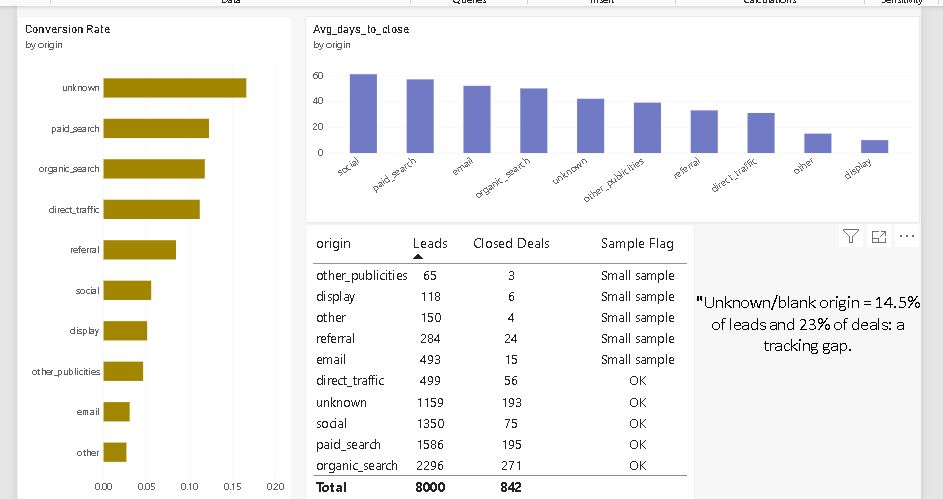 Data Queries Insert Calculations Sensitivity
Conversion Rate
by origin
unknown
paid_search
organic_search
direct_traffic
referral
social
display
other_publicities
email
other
0.00 0.05 0.10 0.15 0.20
Avg_days_to_close
by origin
60
40
20
0
social paid_search email organic_search unknown other_publicities referral direct_traffic other display
origin Leads Closed Deals Sample Flag
other_publicities 65 3 Small sample
display 118 6 Small sample
other 150 4 Small sample
referral 284 24 Small sample
email 493 15 Small sample
direct_traffic 499 56 OK
unknown 1159 193 OK
social 1350 75 OK
paid_search 1586 195 OK
organic_search 2296 271 OK
Total 8000 842
"Unknown/blank origin = 14.5%
of leads and 23% of deals: a
tracking gap.